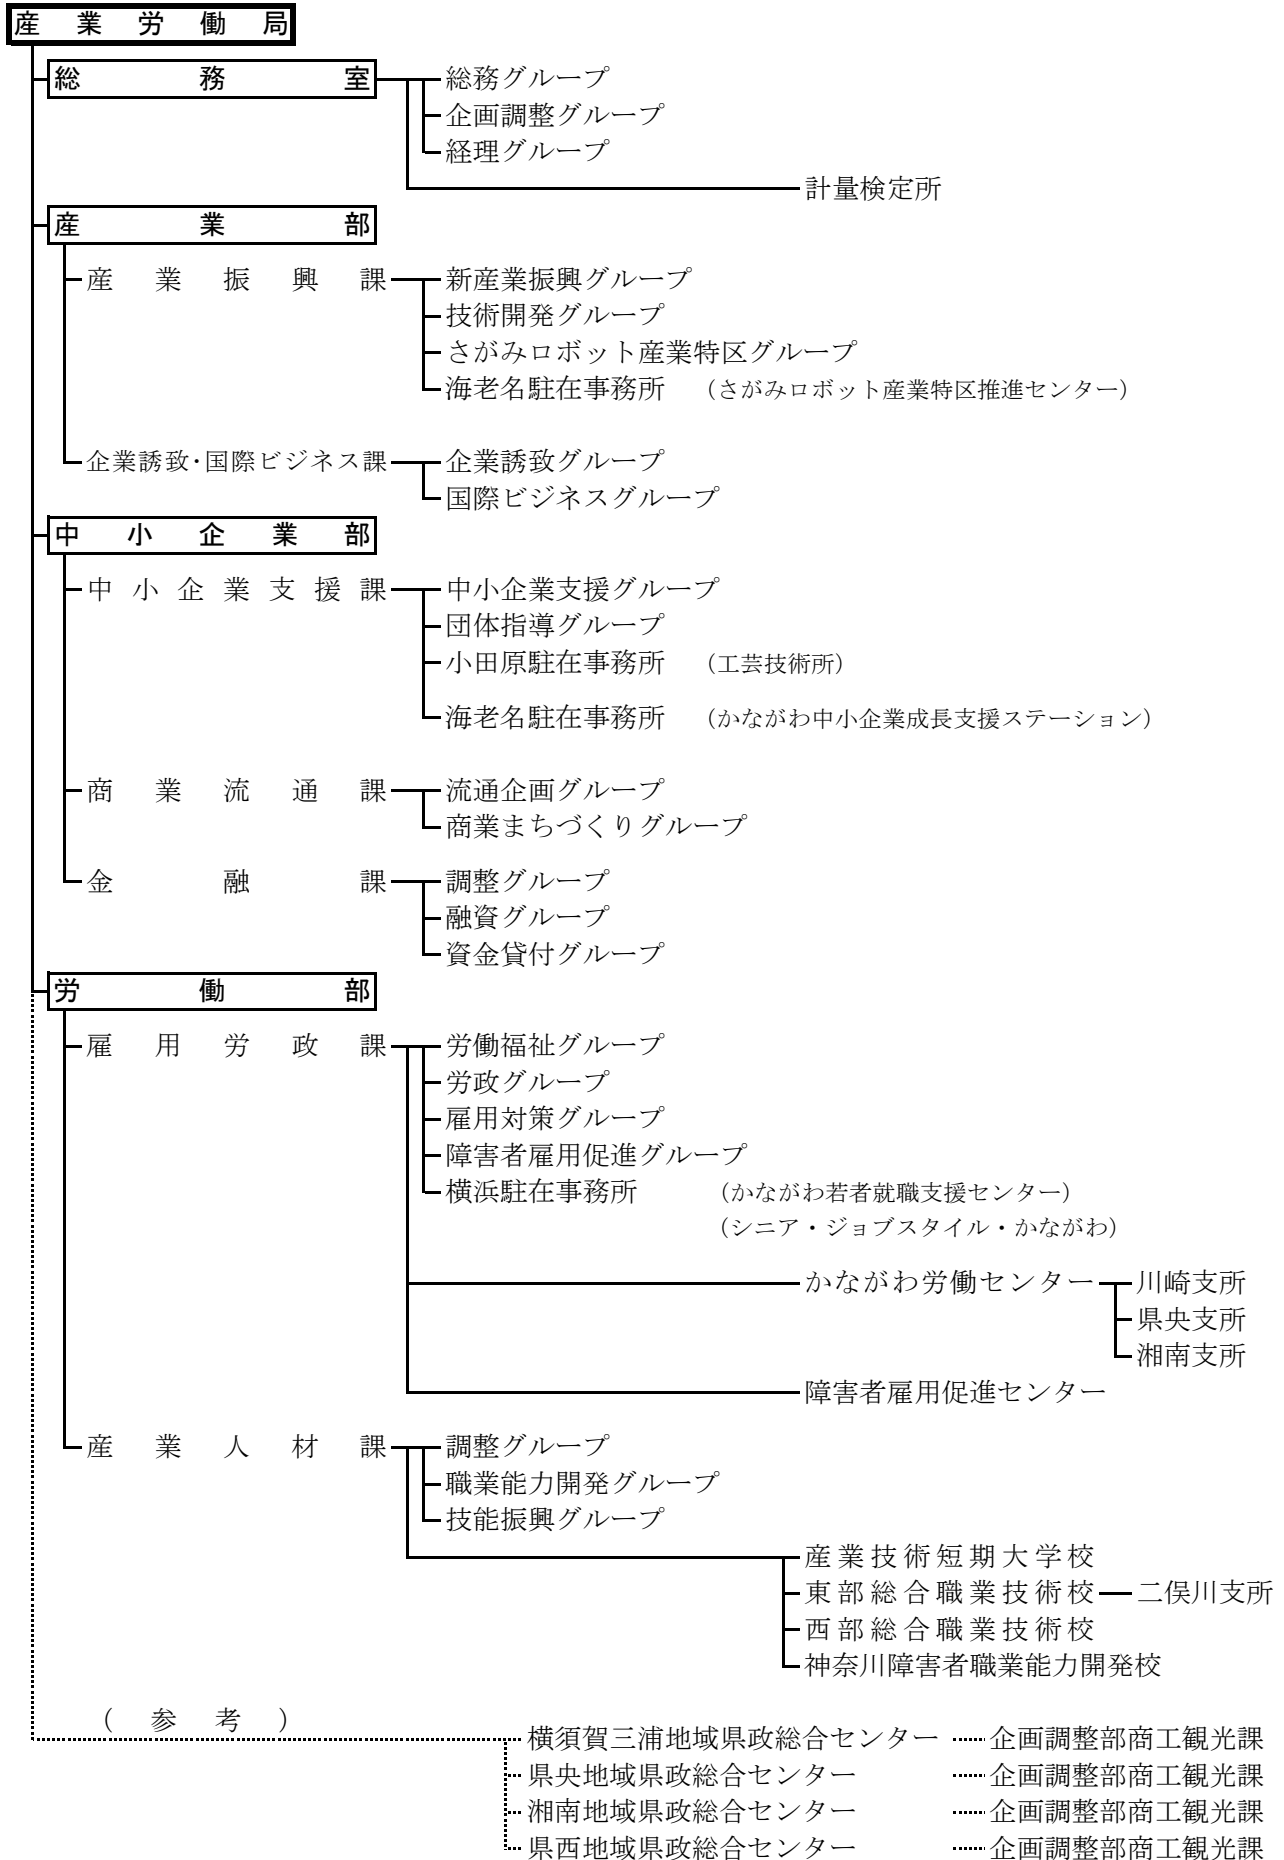 産業労働局
総務室 総務グループ
企画調整グループ
経理グループ
計量検定所
産業部
産業振興課 新産業振興グループ
技術開発グループ
さがみロボット産業特区グループ
海老名駐在事務所 （さがみロボット産業特区推進センター）
企業誘致・国際ビジネス課 企業誘致グループ
国際ビジネスグループ
中小企業部
中小企業支援課 中小企業支援グループ
団体指導グループ
小田原駐在事務所 （工芸技術所）
海老名駐在事務所 （かながわ中小企業成長支援ステーション）
商業流通課 流通企画グループ
商業まちづくりグループ
金融課 調整グループ
融資グループ
資金貸付グループ
労働部
雇用労政課 労働福祉グループ
労政グループ
雇用対策グループ
障害者雇用促進グループ
横浜駐在事務所 （かながわ若者就職支援センター）
（シニア・ジョブスタイル・かながわ）
かながわ労働センター 川崎支所
県央支所
湘南支所
障害者雇用促進センター
産業人材課 調整グループ
職業能力開発グループ
技能振興グループ
産業技術短期大学校
東部総合職業技術校 二俣川支所
西部総合職業技術校
神奈川障害者職業能力開発校
（参考）
横須賀三浦地域県政総合センター 企画調整部商工観光課
県央地域県政総合センター 企画調整部商工観光課
湘南地域県政総合センター 企画調整部商工観光課
県西地域県政総合センター 企画調整部商工観光課